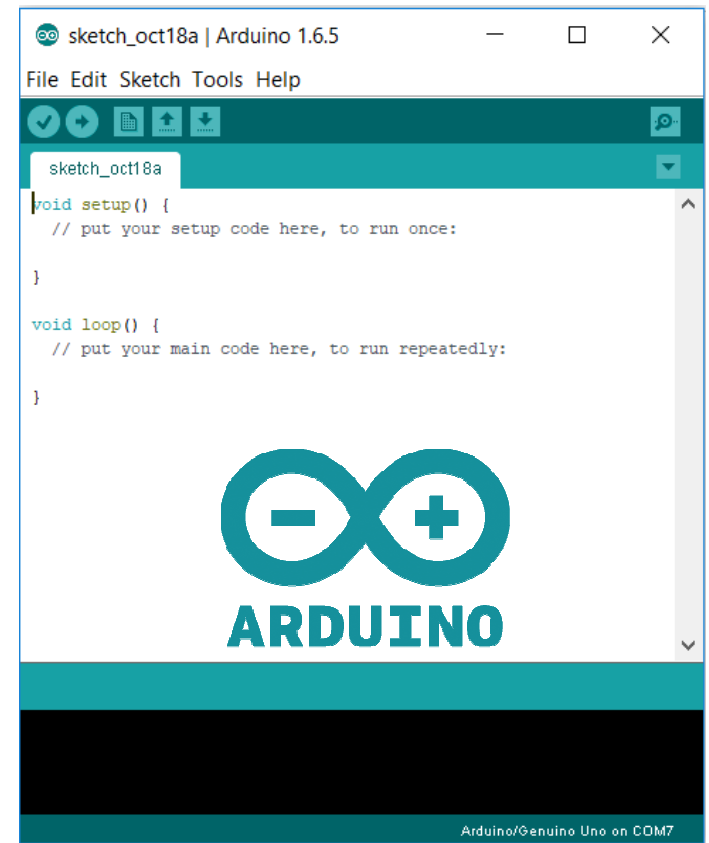 sketch_oct18a | Arduino 1.6.5
File Edit Sketch Tools Help
sketch_oct18a
void setup() {
  // put your setup code here, to run once:
}
void loop() {
  // put your main code here, to run repeatedly:
}
ARDUINO
Arduino/Genuino Uno on COM7